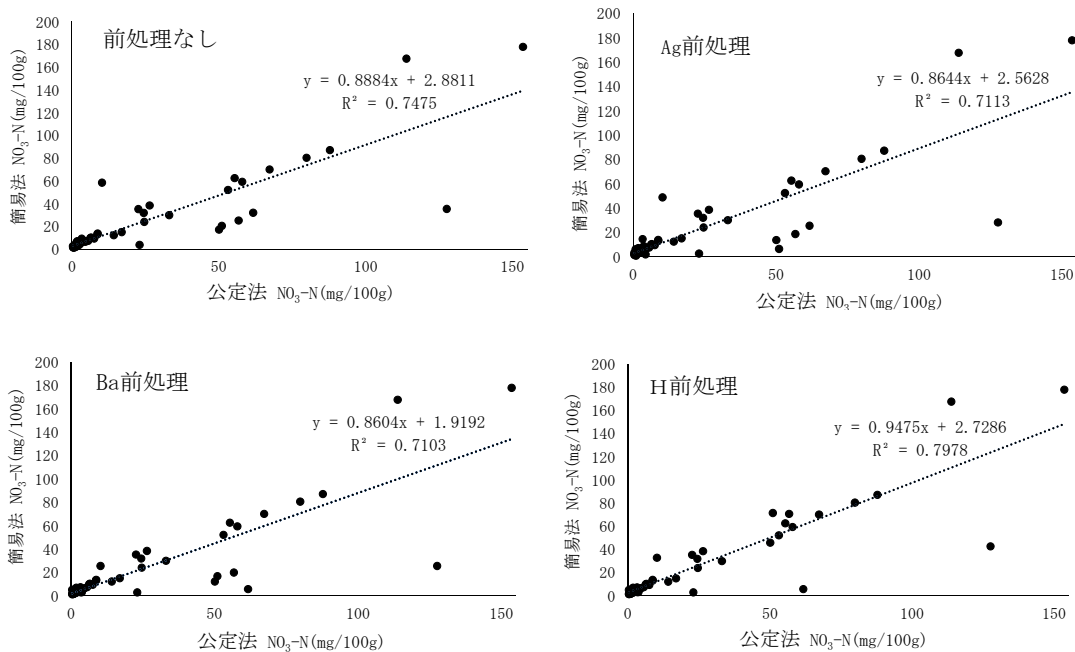 前処理なし
y = 0.8884x + 2.8811
R² = 0.7475
簡易法 NO₃-N(mg/100g)
200
180
160
140
120
100
80
60
40
20
0
0 50 100 150
公定法 NO₃-N(mg/100g)
Ag前処理
y = 0.8644x + 2.5628
R² = 0.7113
簡易法 NO₃-N(mg/100g)
200
180
160
140
120
100
80
60
40
20
0
0 50 100 150
公定法 NO₃-N(mg/100g)
Ba前処理
y = 0.8604x + 1.9192
R² = 0.7103
簡易法 NO₃-N(mg/100g)
200
180
160
140
120
100
80
60
40
20
0
0 50 100 150
公定法 NO₃-N(mg/100g)
H前処理
y = 0.9475x + 2.7286
R² = 0.7978
簡易法 NO₃-N(mg/100g)
200
180
160
140
120
100
80
60
40
20
0
0 50 100 150
公定法 NO₃-N(mg/100g)